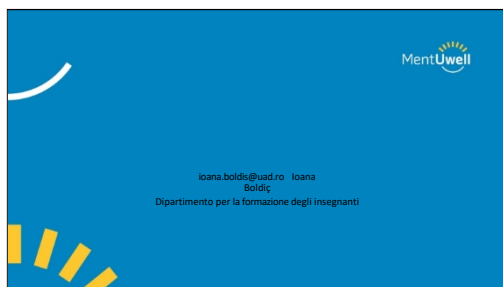 MentUwell
ioana.boldis@uad.ro Ioana
Boldiç
Dipartimento per la formazione degli insegnanti